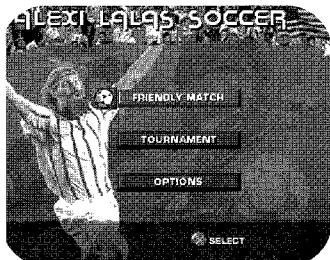 ALEXI LALAS SOCCER
FRIENDLY MATCH
TOURNAMENT
OPTIONS
SELECT